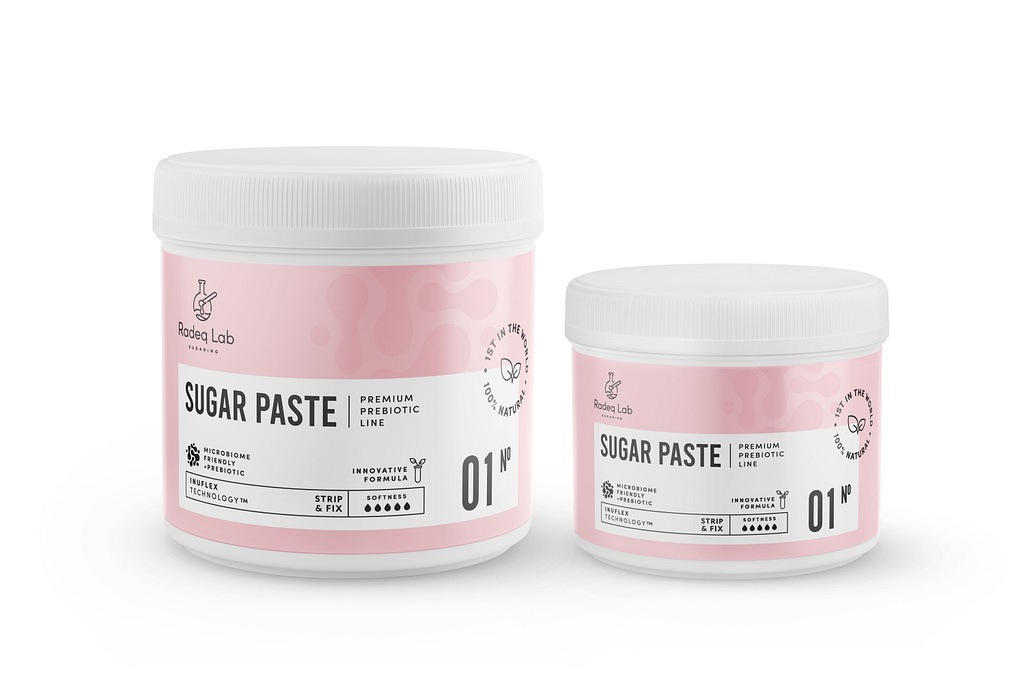 Radeq Lab
SUGARING
1ST IN THE WORLD
100% NATURAL
SUGAR PASTE
PREMIUM
PREBIOTIC
LINE
MICROBIOME
FRIENDLY
+PREBIOTIC
INNOVATIVE
FORMULA
INUFLEX
TECHNOLOGY™
STRIP
& FIX
SOFTNESS
01 Nº
Radeq Lab
SUGARING
1ST IN THE WORLD
100% NATURAL
SUGAR PASTE
PREMIUM
PREBIOTIC
LINE
MICROBIOME
FRIENDLY
+PREBIOTIC
INNOVATIVE
FORMULA
INUFLEX
TECHNOLOGY™
STRIP
& FIX
SOFTNESS
01 Nº